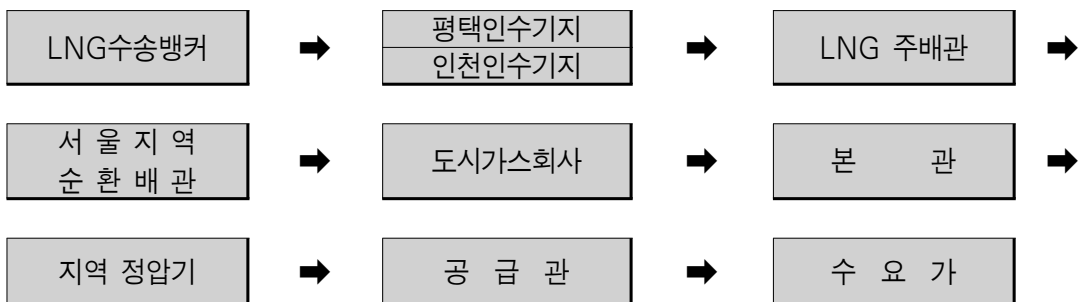 LNG수송뱅커 ➡ 평택인수기지 ➡ LNG 주배관 ➡
인천인수기지
서 울 지 역
순 환 배 관 ➡ 도시가스회사 ➡ 본 관 ➡
지역 정압기 ➡ 공 급 관 ➡ 수 요 가